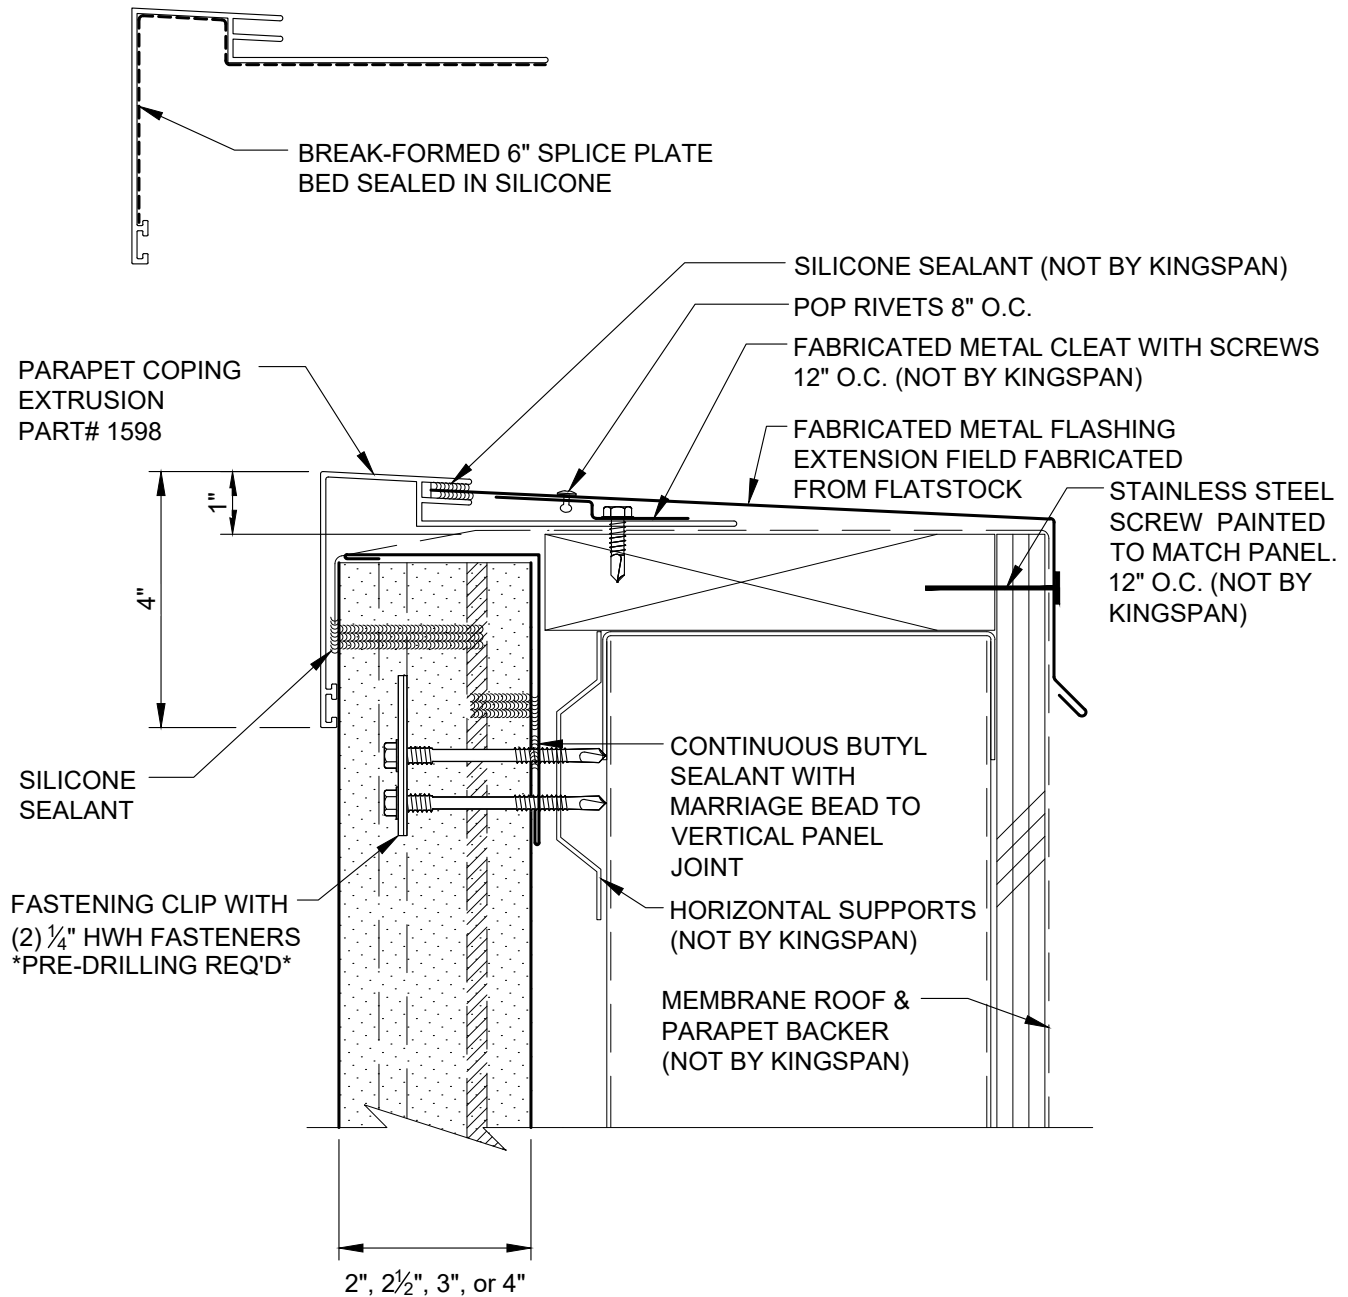 BREAK-FORMED 6" SPLICE PLATE
BED SEALED IN SILICONE
SILICONE SEALANT (NOT BY KINGSPAN)
POP RIVETS 8" O.C.
FABRICATED METAL CLEAT WITH SCREWS
12" O.C. (NOT BY KINGSPAN)
PARAPET COPING
EXTRUSION
PART# 1598
FABRICATED METAL FLASHING
EXTENSION FIELD FABRICATED
FROM FLATSTOCK
STAINLESS STEEL
SCREW PAINTED
TO MATCH PANEL.
12" O.C. (NOT BY
KINGSPAN)
1"
4"
SILICONE
SEALANT
CONTINUOUS BUTYL
SEALANT WITH
MARRIAGE BEAD TO
VERTICAL PANEL
JOINT
FASTENING CLIP WITH
(2) ¼" HWH FASTENERS
*PRE-DRILLING REQ'D*
HORIZONTAL SUPPORTS
(NOT BY KINGSPAN)
MEMBRANE ROOF &
PARAPET BACKER
(NOT BY KINGSPAN)
2", 2½", 3", or 4"